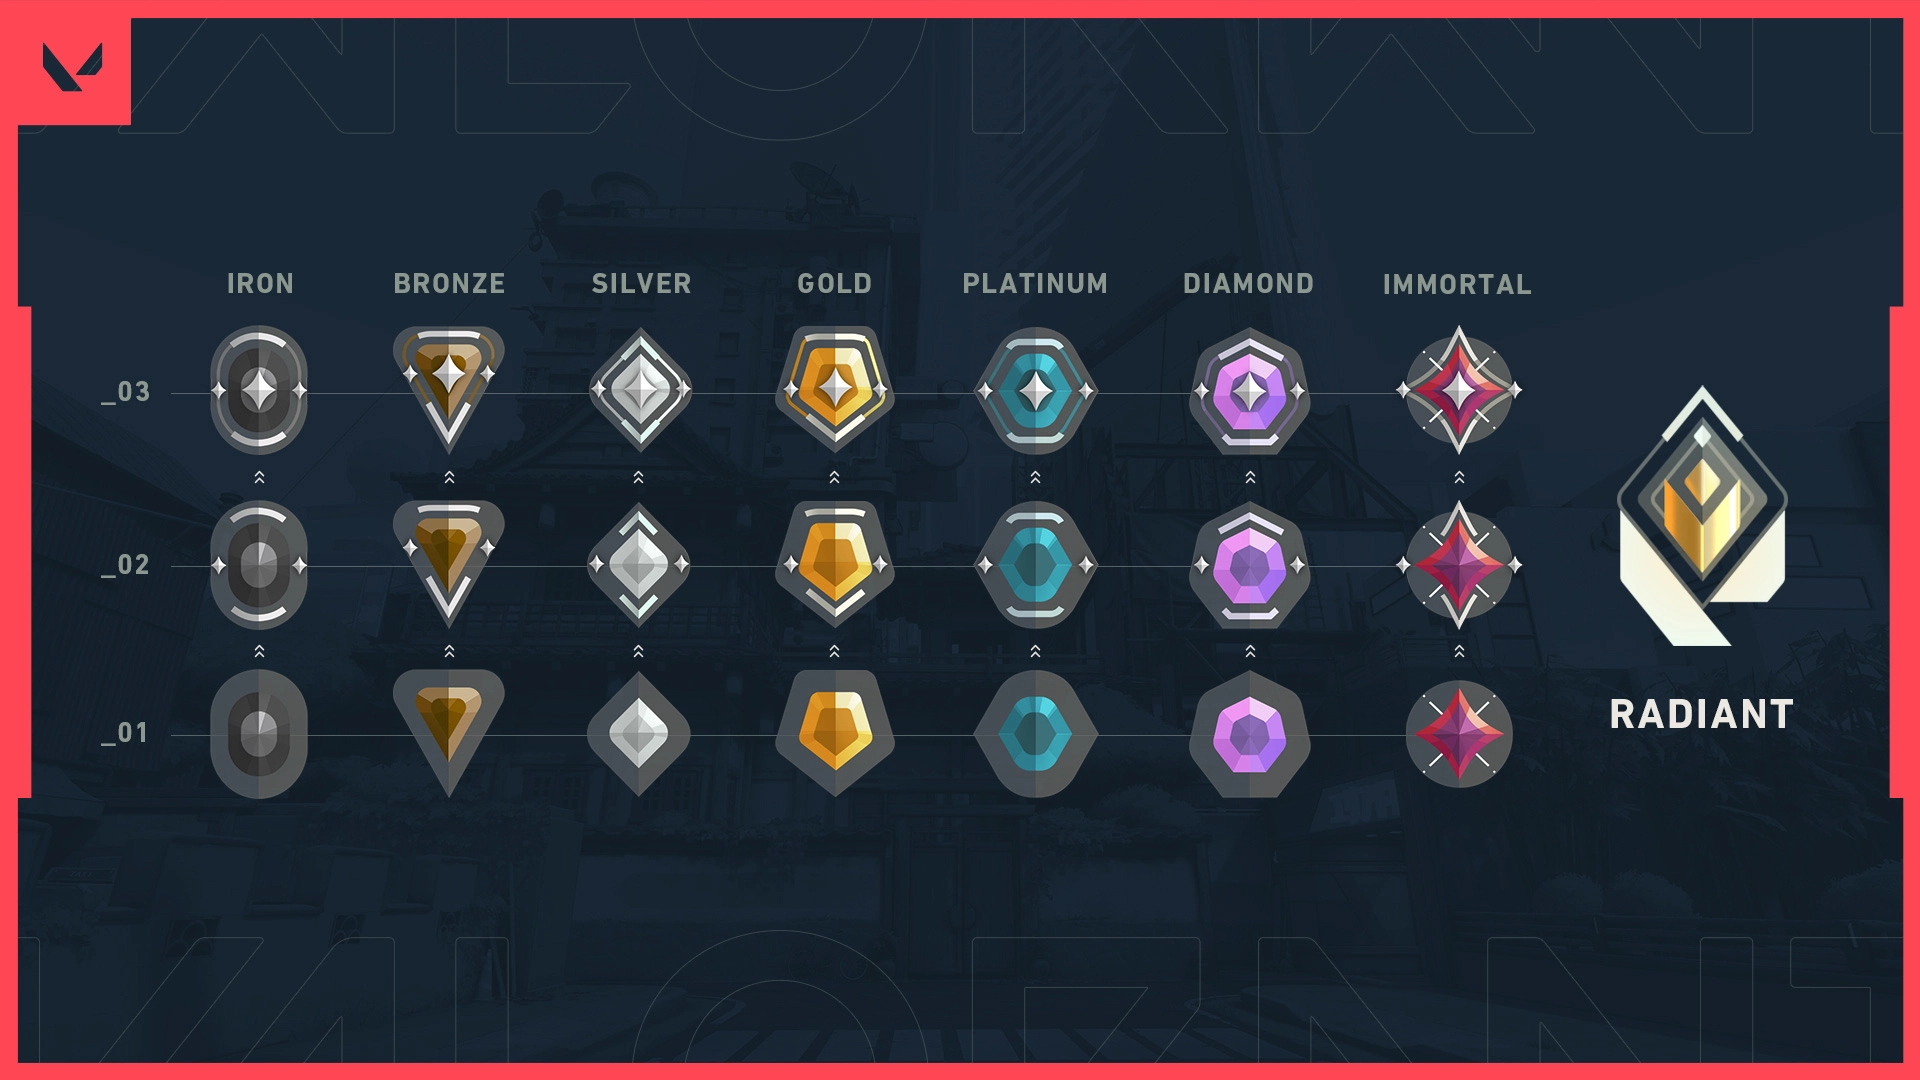 IRON BRONZE SILVER GOLD PLATINUM DIAMOND IMMORTAL
_03
_02
_01
RADIANT